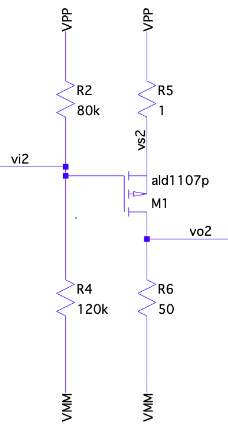 VPP
VPP
R2
80k
R5
1
vs2
vi2
ald1107p
M1
vo2
R4
120k
R6
50
VMM
VMM